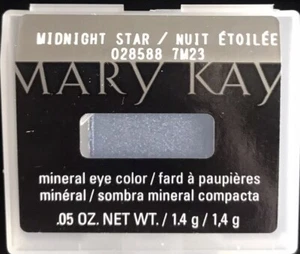 MIDNIGHT STAR / NUIT ÉTOILÉE
028588 7M23
MARY KAY
mineral eye color / fard à paupières
minéral / sombra mineral compacta
.05 OZ. NET WT. / 1.4 g / 1,4 g